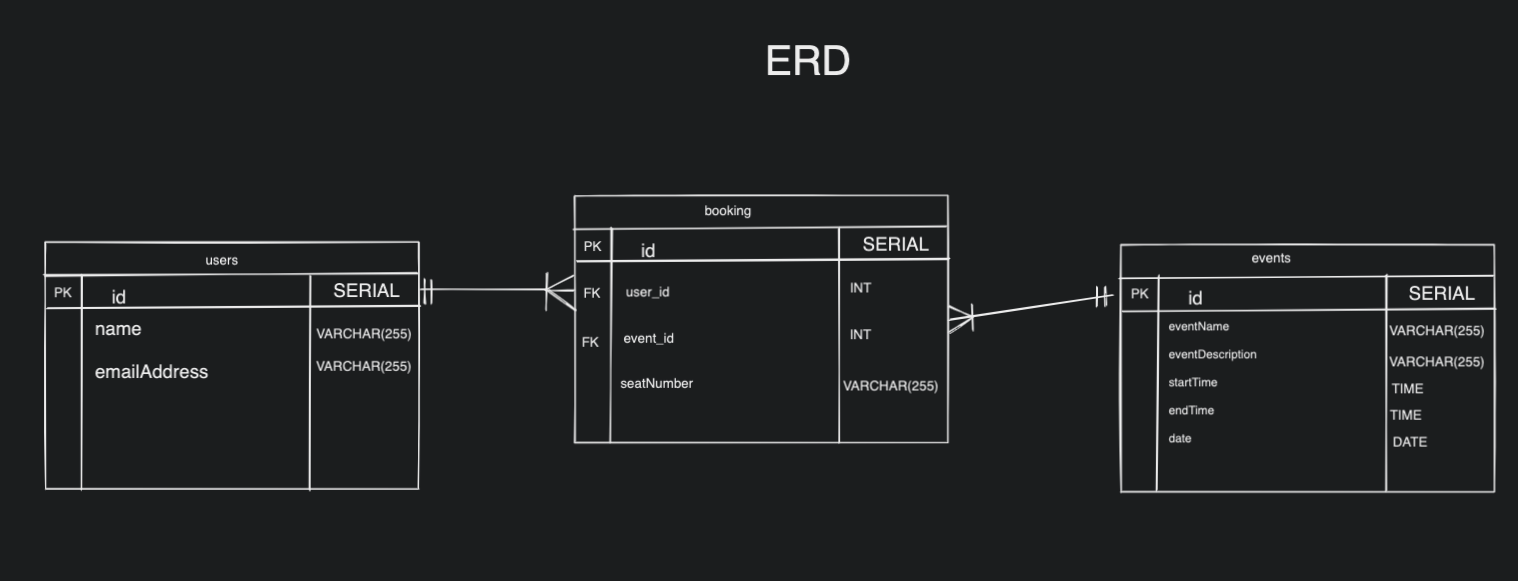 ERD
users
PK id SERIAL
name VARCHAR(255)
emailAddress VARCHAR(255)
booking
PK id SERIAL
FK user_id INT
FK event_id INT
seatNumber VARCHAR(255)
events
PK id SERIAL
eventName VARCHAR(255)
eventDescription VARCHAR(255)
startTime TIME
endTime TIME
date DATE